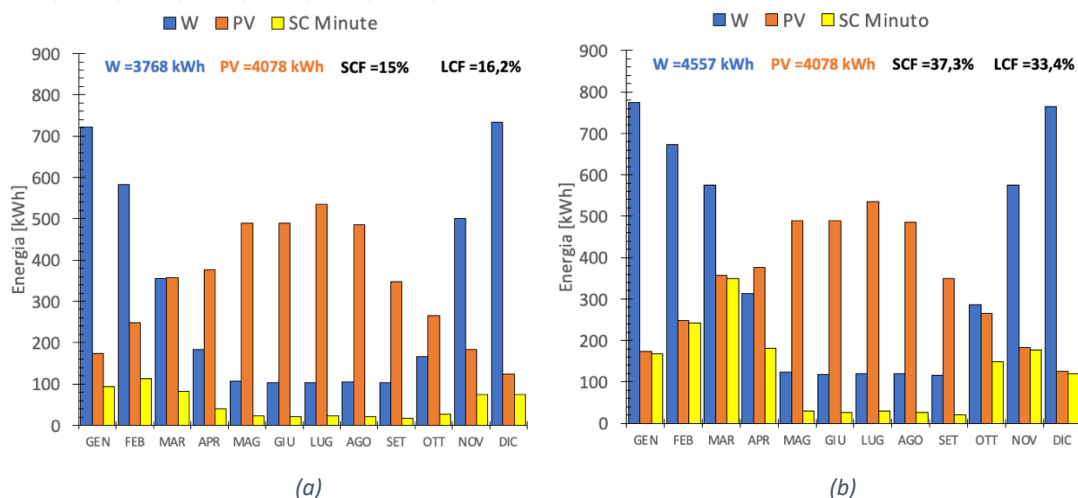 W PV SC Minute
W =3768 kWh PV =4078 kWh SCF =15% LCF =16,2%
Energia [kWh]
900
800
700
600
500
400
300
200
100
0
GEN FEB MAR APR MAG GIU LUG AGO SET OTT NOV DIC
(a)
W PV SC Minuto
W =4557 kWh PV =4078 kWh SCF =37,3% LCF =33,4%
Energia [kWh]
900
800
700
600
500
400
300
200
100
0
GEN FEB MAR APR MAG GIU LUG AGO SET OTT NOV DIC
(b)